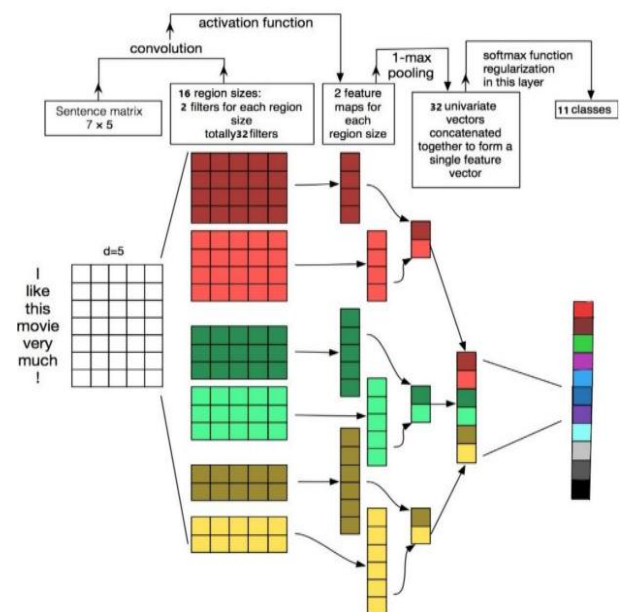 activation function
convolution
1-max
pooling
softmax function
regularization
in this layer
Sentence matrix
7 × 5
16 region sizes:
2 filters for each region
size
totally32filters
2 feature
maps for
each
region size
32 univariate
vectors
concatenated
together to form a
single feature
vector
11 classes
d=5
I
like
this
movie
very
much
!